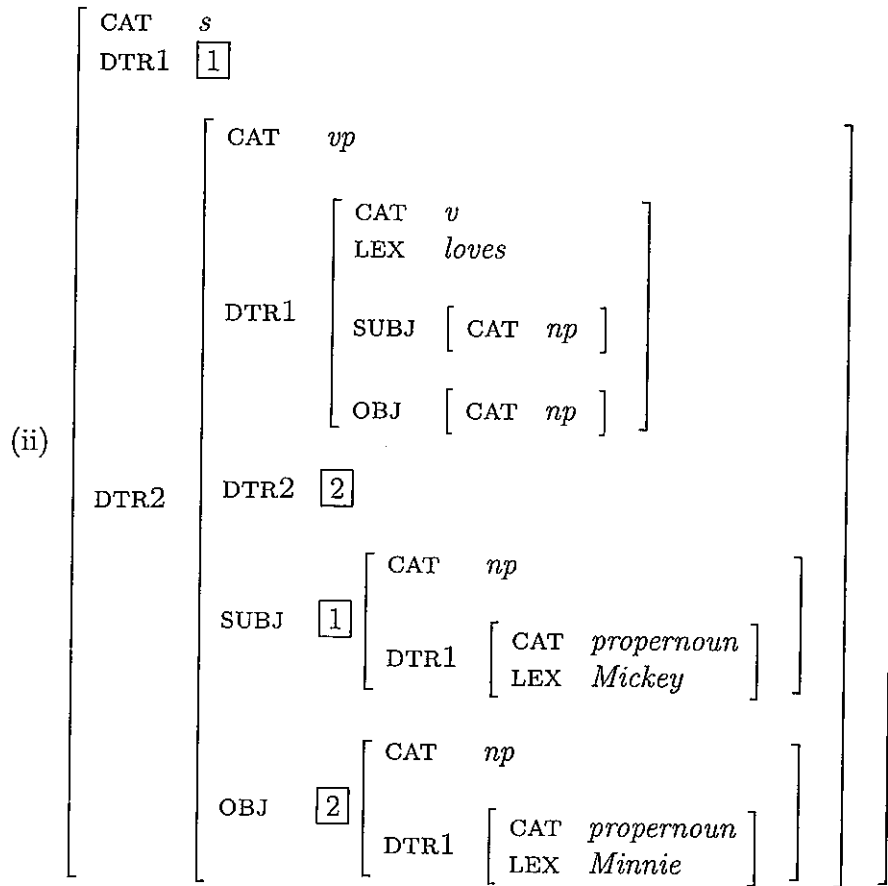 CAT s
DTR1 1
CAT vp
CAT v
LEX loves
DTR1
SUBJ [ CAT np ]
OBJ [ CAT np ]
(ii)
DTR2
DTR2 2
CAT np
SUBJ 1
DTR1
CAT propernoun
LEX Mickey
CAT np
OBJ 2
DTR1
CAT propernoun
LEX Minnie